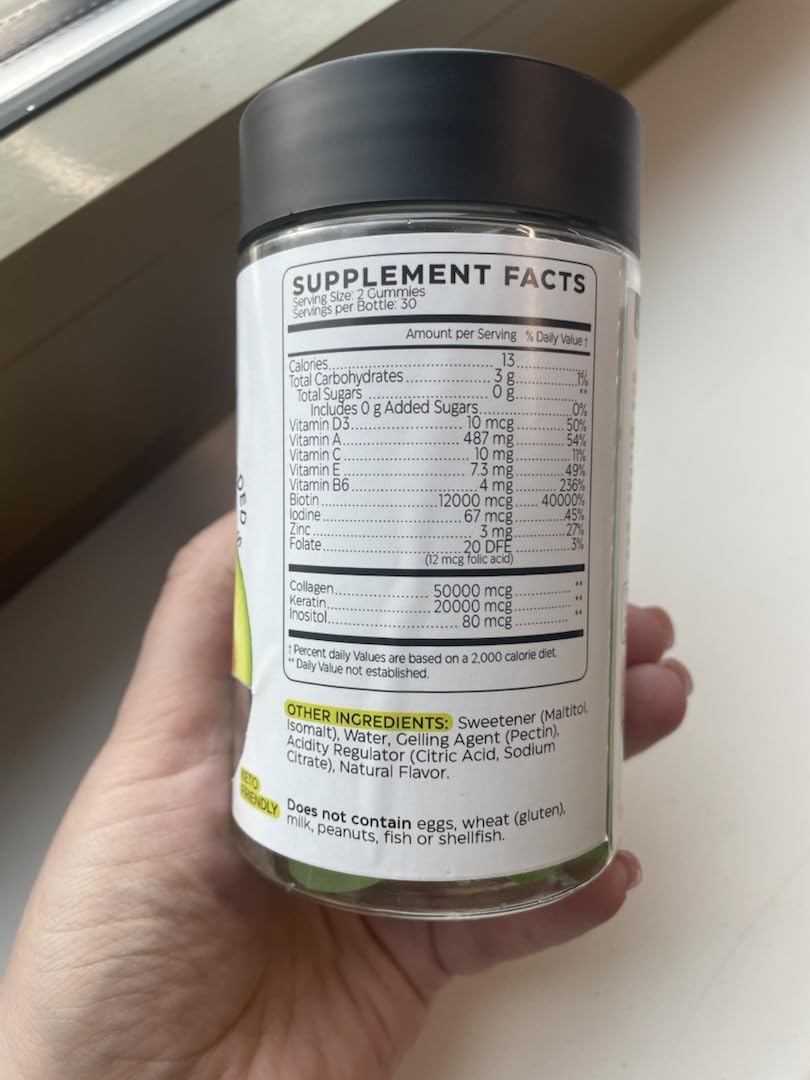 SUPPLEMENT FACTS
Serving Size: 2 Gummies
Servings per Bottle: 30
Amount per Serving % Daily Value †
Calories 13
Total Carbohydrates 3 g 1%
Total Sugars 0 g **
Includes 0 g Added Sugars 0%
Vitamin D3 10 mcg 50%
Vitamin A 487 mg 54%
Vitamin C 10 mg 11%
Vitamin E 7.3 mg 49%
Vitamin B6 4 mg 236%
Biotin 12000 mcg 40000%
Iodine 67 mcg 45%
Zinc 3 mg 27%
Folate 20 DFE 3%
(12 mcg folic acid)
Collagen 50000 mcg **
Keratin 20000 mcg **
Inositol 80 mcg **
† Percent daily Values are based on a 2,000 calorie diet.
** Daily Value not established.
OTHER INGREDIENTS: Sweetener (Maltitol,
Isomalt), Water, Gelling Agent (Pectin),
Acidity Regulator (Citric Acid, Sodium
Citrate), Natural Flavor.
KETO
FRIENDLY
Does not contain eggs, wheat (gluten),
milk, peanuts, fish or shellfish.